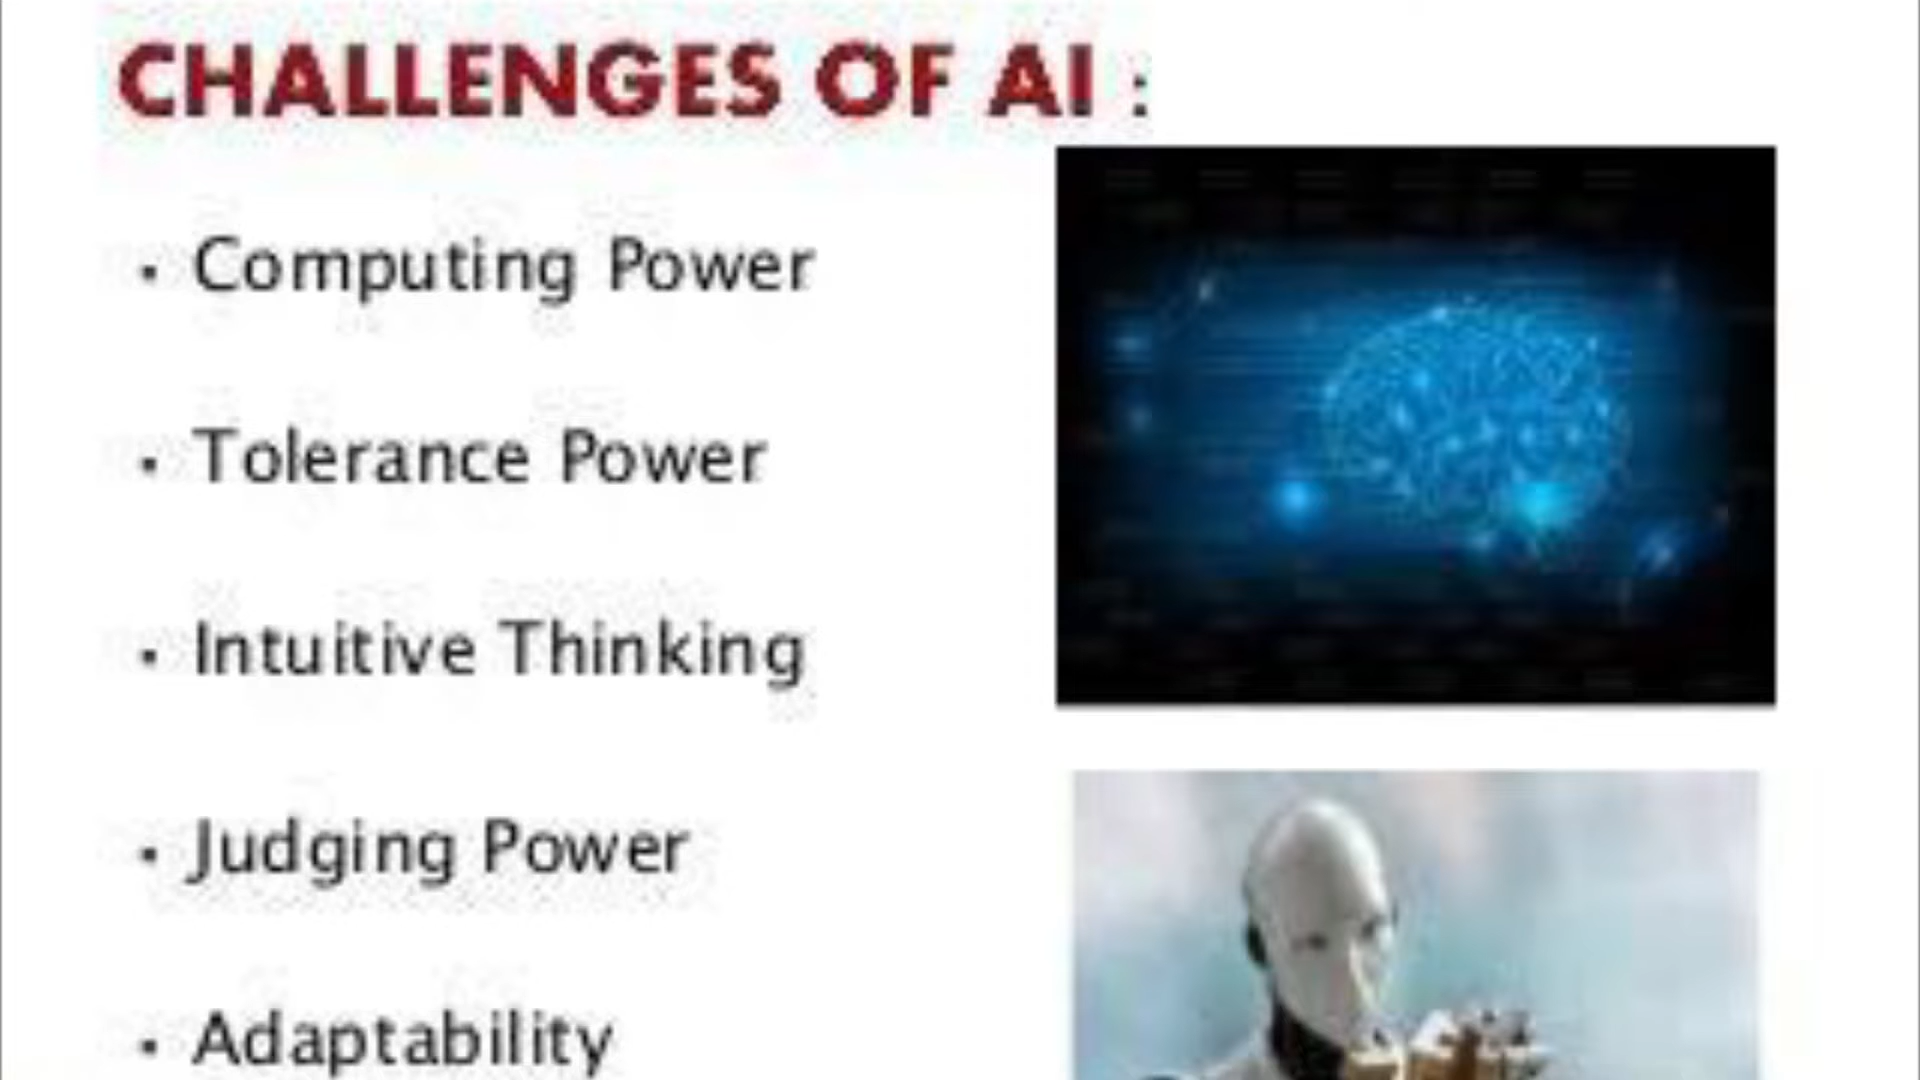 CHALLENGES OF AI :
▪ Computing Power
▪ Tolerance Power
▪ Intuitive Thinking
▪ Judging Power
▪ Adaptability